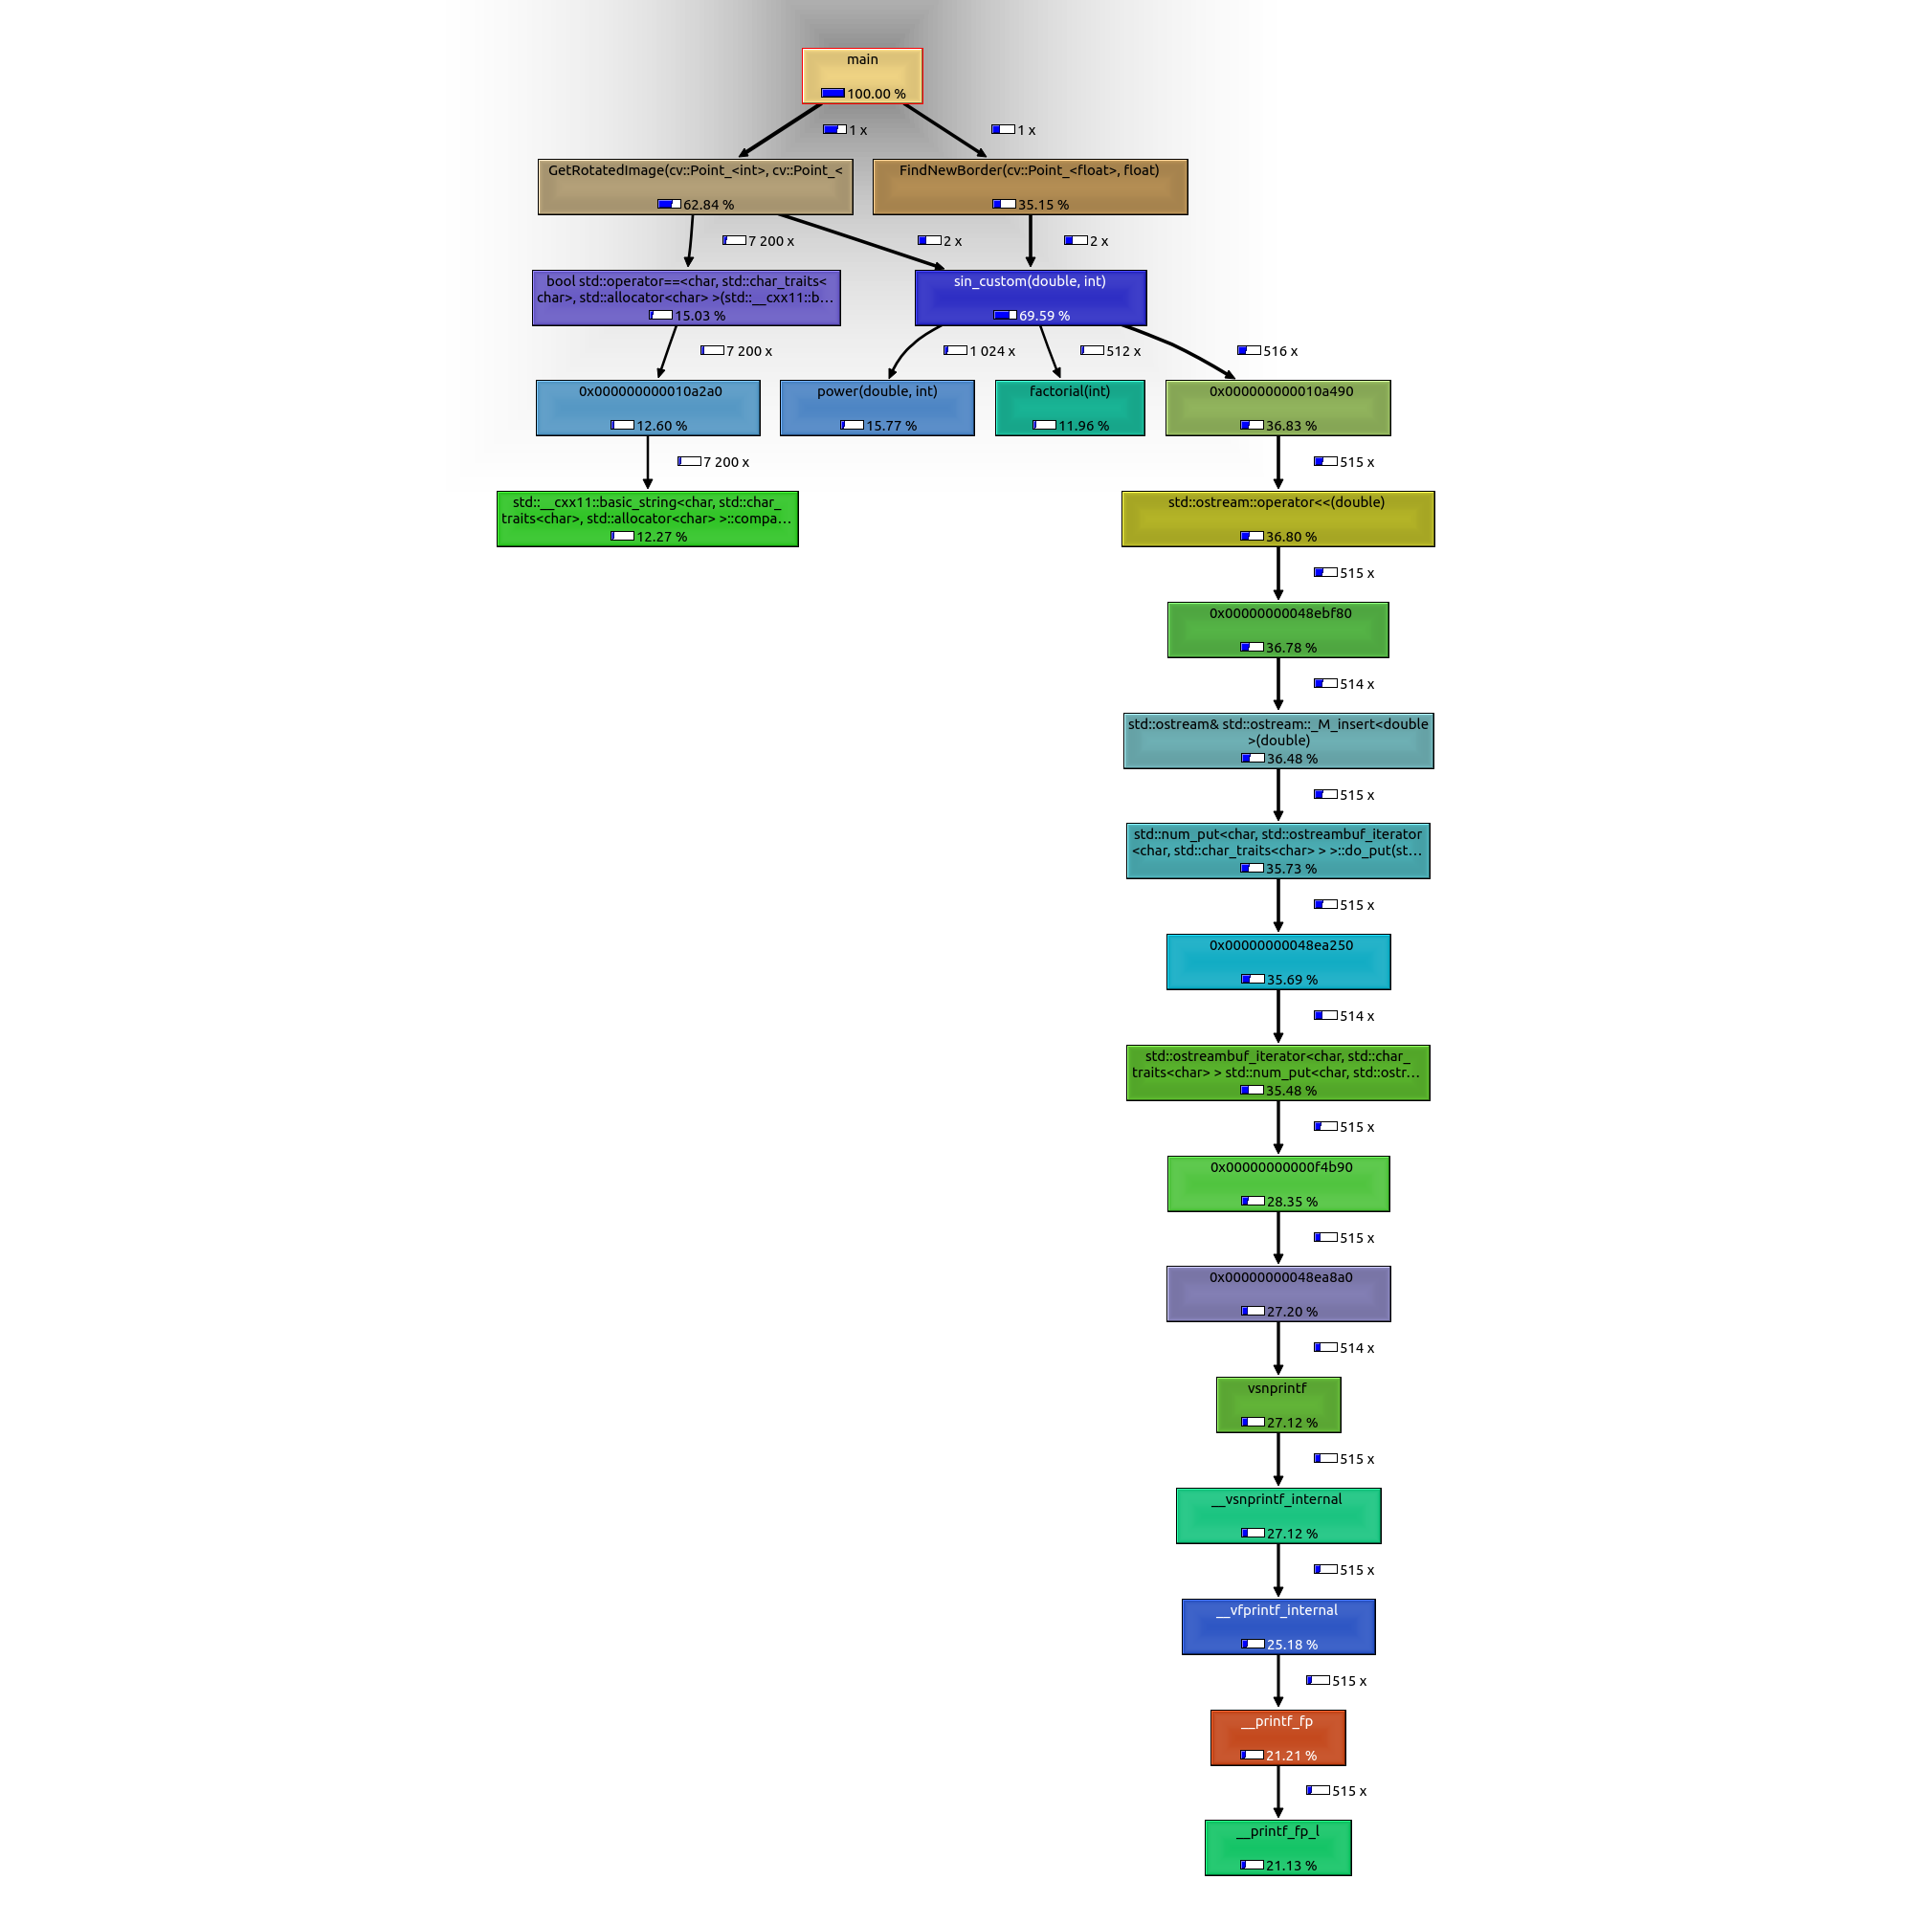 main
100.00 %
1 x
1 x
GetRotatedImage(cv::Point_<int>, cv::Point_<
62.84 %
FindNewBorder(cv::Point_<float>, float)
35.15 %
7 200 x
2 x
2 x
bool std::operator==<char, std::char_traits<
char>, std::allocator<char> >(std::__cxx11::b…
15.03 %
sin_custom(double, int)
69.59 %
7 200 x
1 024 x
512 x
516 x
0x000000000010a2a0
12.60 %
power(double, int)
15.77 %
factorial(int)
11.96 %
0x000000000010a490
36.83 %
7 200 x
515 x
std::__cxx11::basic_string<char, std::char_
traits<char>, std::allocator<char> >::compa…
12.27 %
std::ostream::operator<<(double)
36.80 %
515 x
0x00000000048ebf80
36.78 %
514 x
std::ostream& std::ostream::_M_insert<double
>(double)
36.48 %
515 x
std::num_put<char, std::ostreambuf_iterator
<char, std::char_traits<char> > >::do_put(st…
35.73 %
515 x
0x00000000048ea250
35.69 %
514 x
std::ostreambuf_iterator<char, std::char_
traits<char> > std::num_put<char, std::ostr…
35.48 %
515 x
0x00000000000f4b90
28.35 %
515 x
0x00000000048ea8a0
27.20 %
514 x
vsnprintf
27.12 %
515 x
__vsnprintf_internal
27.12 %
515 x
__vfprintf_internal
25.18 %
515 x
__printf_fp
21.21 %
515 x
__printf_fp_l
21.13 %